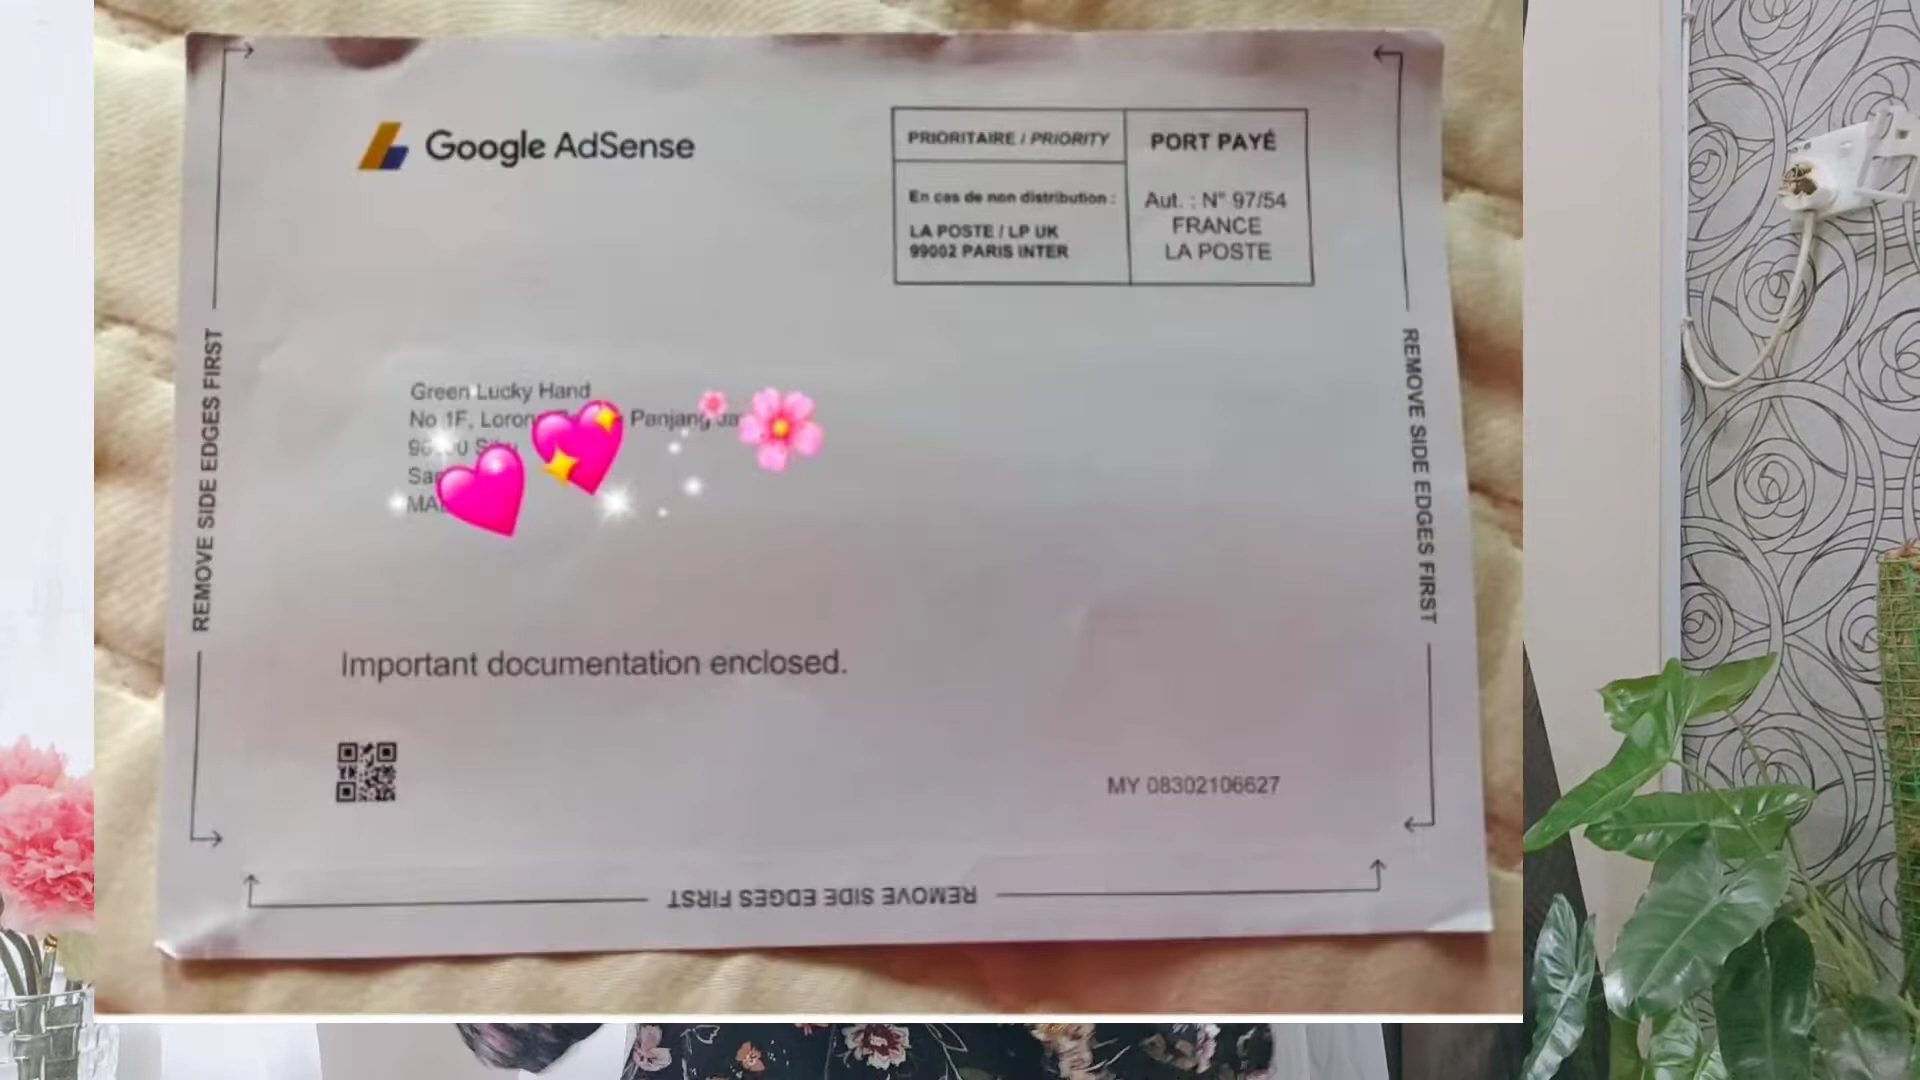 Google AdSense
PRIORITAIRE / PRIORITY
En cas de non distribution :
LA POSTE / LP UK
99002 PARIS INTER
PORT PAYÉ
Aut. : N° 97/54
FRANCE
LA POSTE
REMOVE SIDE EDGES FIRST
Green Lucky Hand
No 1F, Panjang
Important documentation enclosed.
MY 08302106627
REMOVE SIDE EDGES FIRST
REMOVE SIDE EDGES FIRST